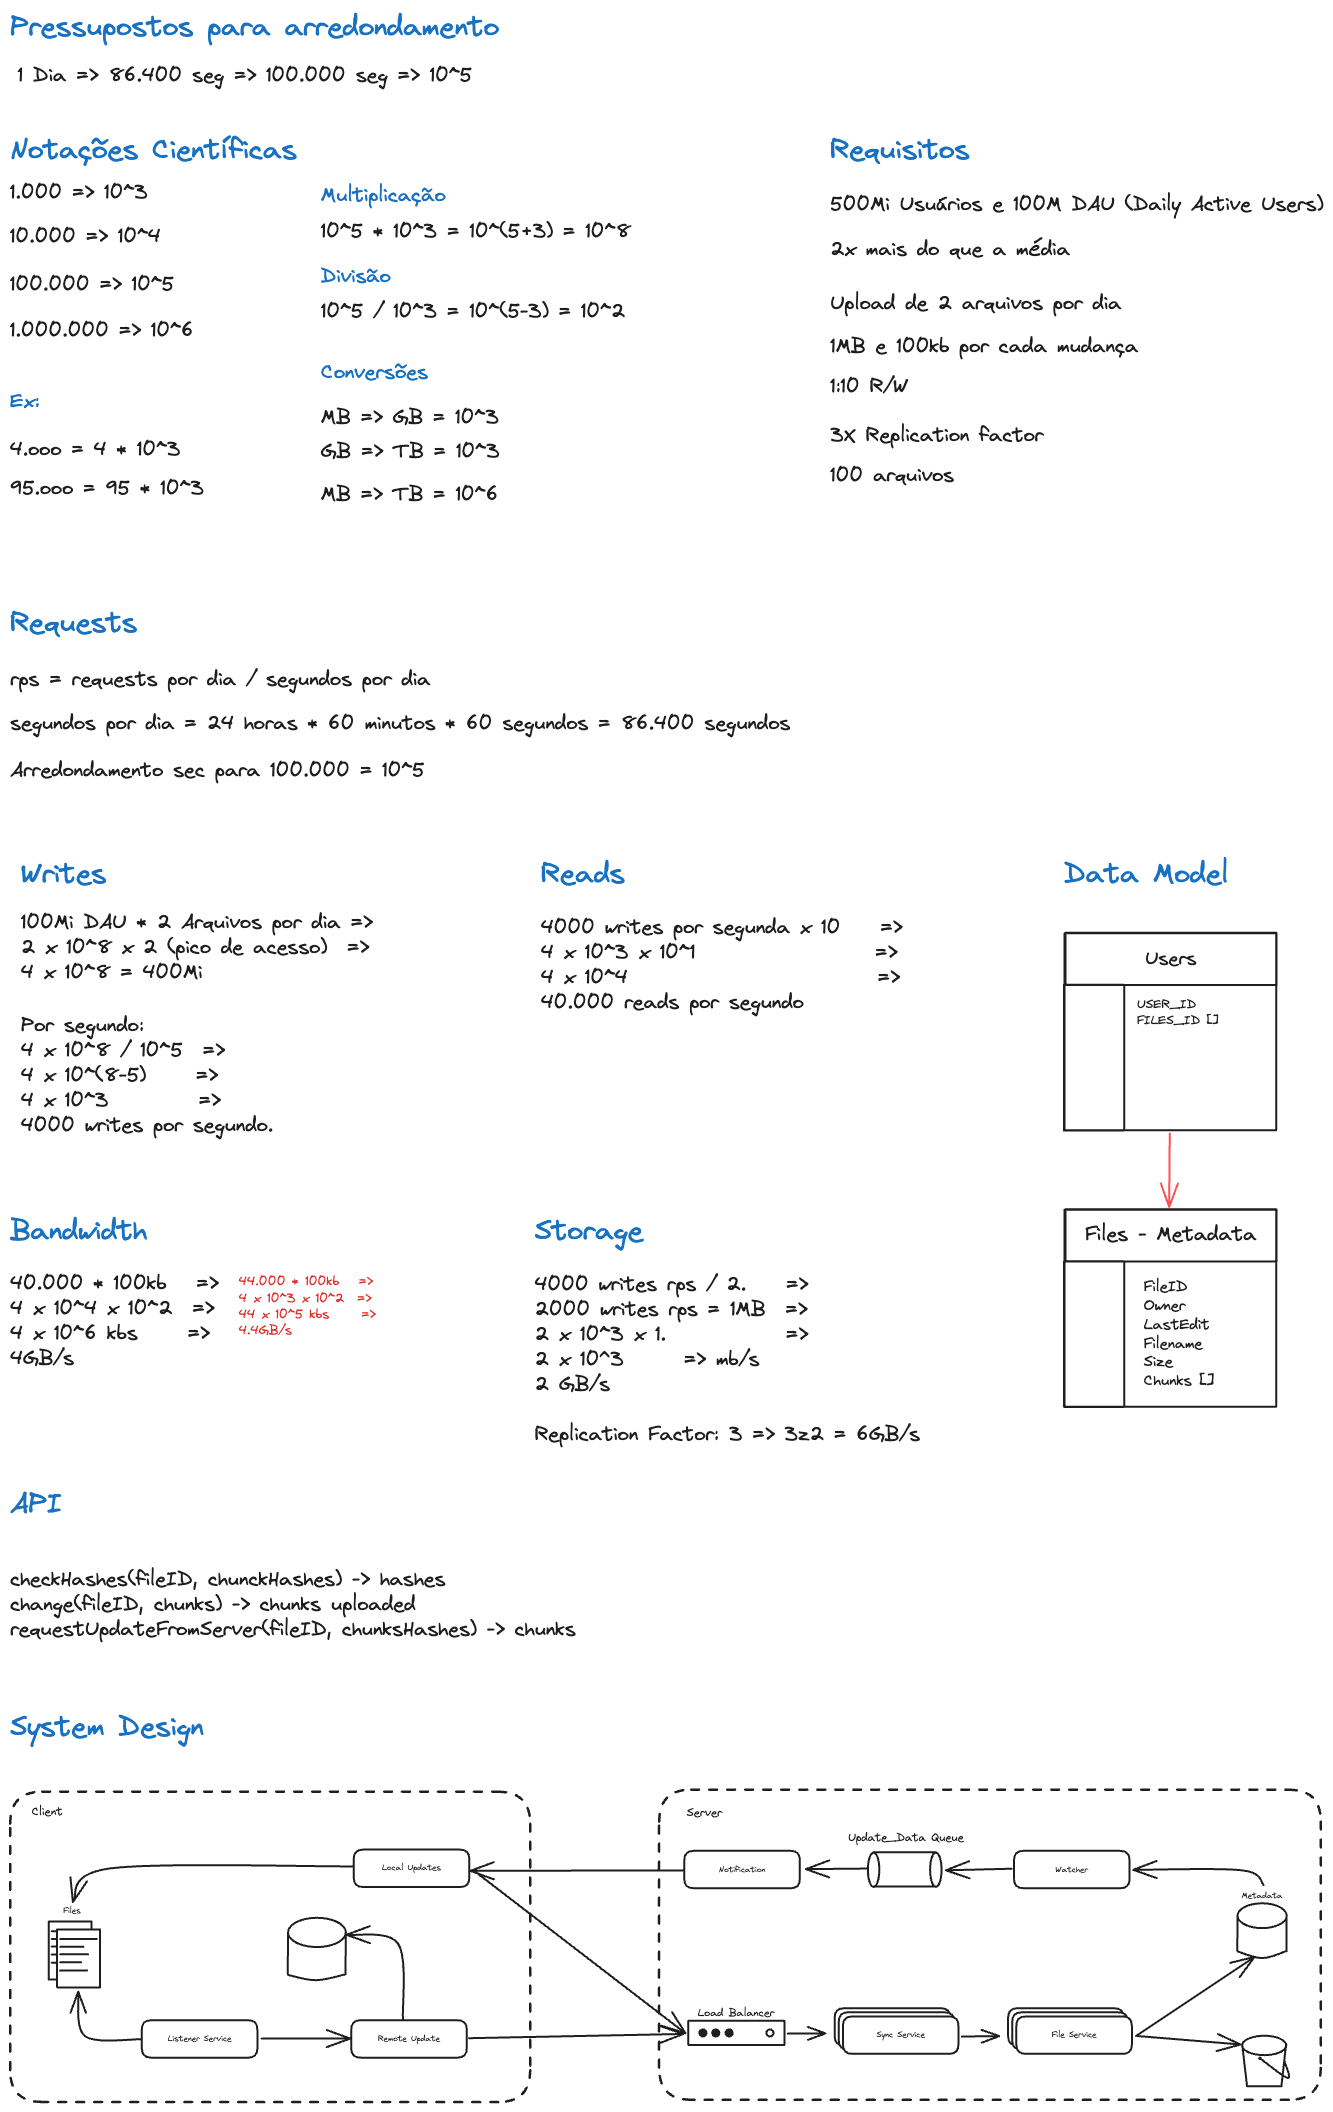 Pressupostos para arredondamento
1 Dia => 86.400 seg => 100.000 seg => 10^5
Notações Científicas
1.000 => 10^3
10.000 => 10^4
100.000 => 10^5
1.000.000 => 10^6
Ex:
4.000 = 4 * 10^3
95.000 = 95 * 10^3
Multiplicação
10^5 * 10^3 = 10^(5+3) = 10^8
Divisão
10^5 / 10^3 = 10^(5-3) = 10^2
Conversões
MB => GB = 10^3
GB => TB = 10^3
MB => TB = 10^6
Requisitos
500Mi Usuários e 100M DAU (Daily Active Users)
2x mais do que a média
Upload de 2 arquivos por dia
1MB e 100kb por cada mudança
1:10 R/W
3X Replication factor
100 arquivos
Requests
rps = requests por dia / segundos por dia
segundos por dia = 24 horas * 60 minutos * 60 segundos = 86.400 segundos
Arredondamento sec para 100.000 = 10^5
Writes
100Mi DAU * 2 Arquivos por dia =>
2 x 10^8 x 2 (pico de acesso) =>
4 x 10^8 = 400Mi
Por segundo:
4 x 10^8 / 10^5 =>
4 x 10^(8-5) =>
4 x 10^3 =>
4000 writes por segundo.
Reads
4000 writes por segunda x 10 =>
4 x 10^3 x 10^1 =>
4 x 10^4 =>
40.000 reads por segundo
Data Model
Users
USER_ID
FILES_ID []
Files - Metadata
FileID
Owner
LastEdit
Filename
Size
Chunks []
Bandwidth
40.000 * 100kb =>
4 x 10^4 x 10^2 =>
4 x 10^6 kbs =>
4GB/s
44.000 * 100kb =>
4 x 10^3 x 10^2 =>
44 x 10^5 kbs =>
4.4GB/s
Storage
4000 writes rps / 2. =>
2000 writes rps = 1MB =>
2 x 10^3 x 1. =>
2 x 10^3 => mb/s
2 GB/s
Replication Factor: 3 => 3z2 = 6GB/s
API
checkHashes(fileID, chunckHashes) -> hashes
change(fileID, chunks) -> chunks uploaded
requestUpdateFromServer(fileID, chunksHashes) -> chunks
System Design
Client
Local Updates
Files
Listener Service
Remote Update
Server
Notification
Update_Data Queue
Watcher
Metadata
Load Balancer
Sync Service
File Service